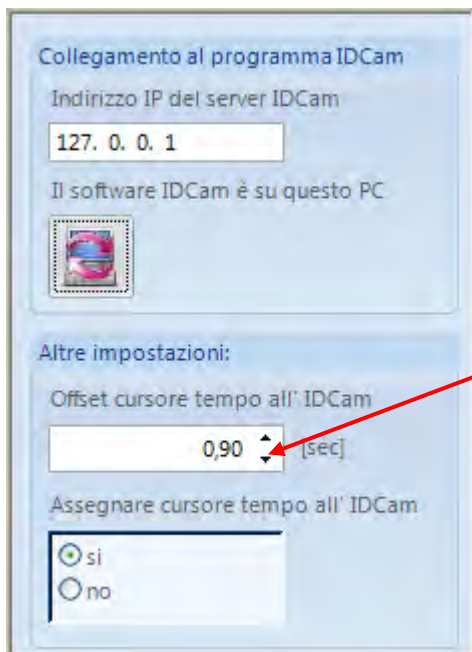 Collegamento al programma IDCam
Indirizzo IP del server IDCam
127. 0. 0. 1
Il software IDCam è su questo PC
Altre impostazioni:
Offset cursore tempo all' IDCam
0,90 [sec]
Assegnare cursore tempo all' IDCam
si
no